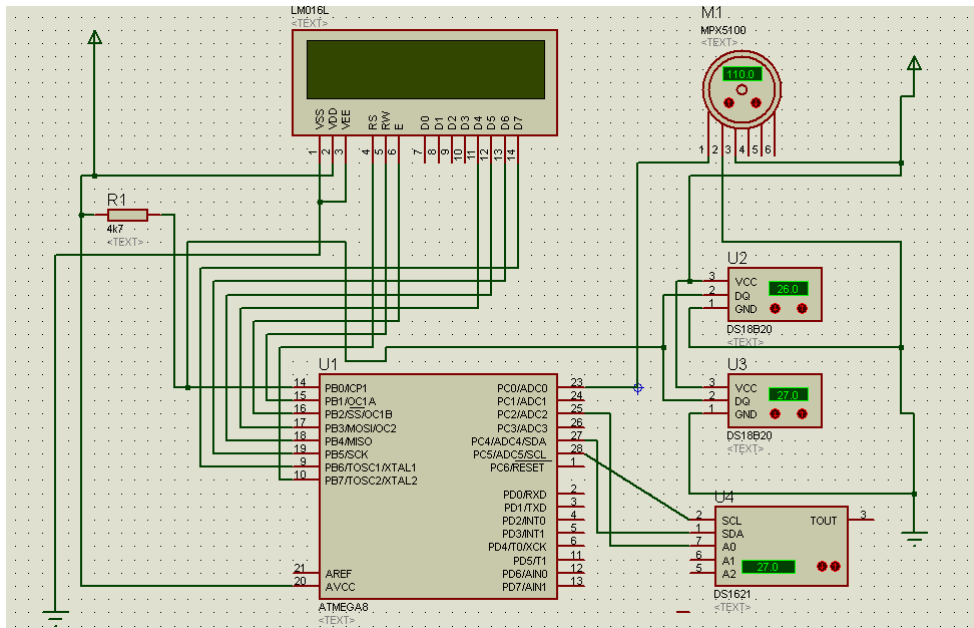 LM016L
<TEXT>
VSS
VDD
VEE
RS
RW
E
D0
D1
D2
D3
D4
D5
D6
D7
1
2
3
4
5
6
7
8
9
10
11
12
13
14
M1
MPX5100
<TEXT>
110.0
1
2
3
4
5
6
R1
4k7
<TEXT>
U2
3 VCC
2 DQ
1 GND
26.0
DS18B20
<TEXT>
U3
3 VCC
2 DQ
1 GND
27.0
DS18B20
<TEXT>
U1
14 PB0/ICP1
15 PB1/OC1A
16 PB2/SS/OC1B
17 PB3/MOSI/OC2
18 PB4/MISO
19 PB5/SCK
9 PB6/TOSC1/XTAL1
10 PB7/TOSC2/XTAL2
21 AREF
20 AVCC
PC0/ADC0 23
PC1/ADC1 24
PC2/ADC2 25
PC3/ADC3 26
PC4/ADC4/SDA 27
PC5/ADC5/SCL 28
PC6/RESET 1
PD0/RXD 2
PD1/TXD 3
PD2/INT0 4
PD3/INT1 5
PD4/T0/XCK 6
PD5/T1 11
PD6/AIN0 12
PD7/AIN1 13
ATMEGA8
<TEXT>
U4
2 SCL
1 SDA
7 A0
6 A1
5 A2
TOUT 3
27.0
DS1621
<TEXT>